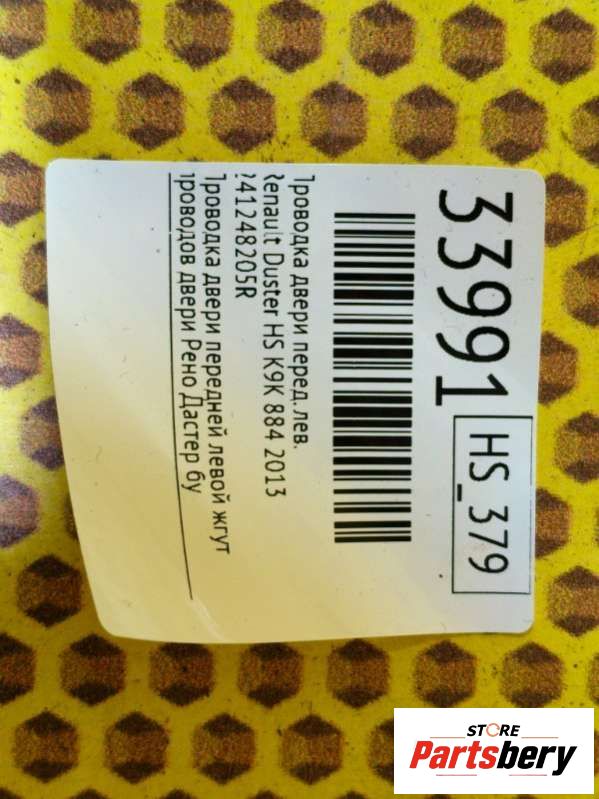 33991
HS_379
Проводка двери перед. лев.
Renault Duster HS K9K 884 2013
241248205R
Проводка двери передней левой жгут
проводов двери Рено Дастер бу
STORE
Partsbery